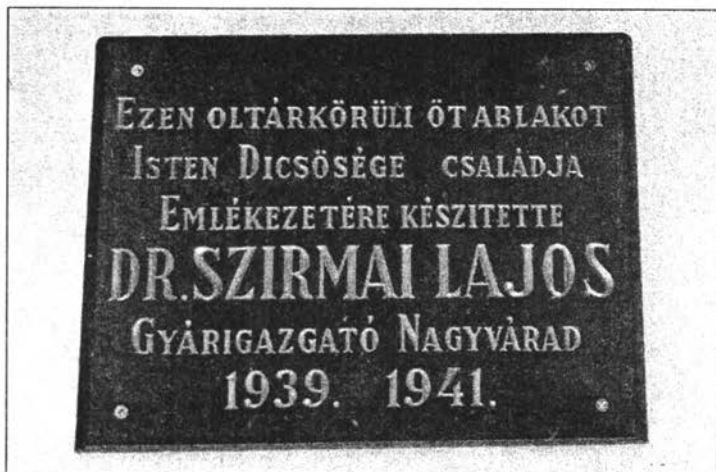 EZEN OLTÁRKÖRÜLI ÖT ABLAKOT
ISTEN DICSÖSÉGE CSALÁDJA
EMLÉKEZETÉRE KÉSZITETTE
DR. SZIRMAI LAJOS
GYÁRIGAZGATÓ NAGYVÁRAD
1939. 1941.